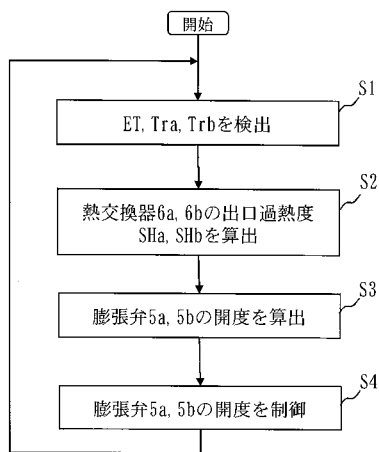 開始
S1
ET, Tra, Trbを検出
S2
熱交換器6a, 6bの出口過熱度
SHa, SHbを算出
S3
膨張弁5a, 5bの開度を算出
S4
膨張弁5a, 5bの開度を制御